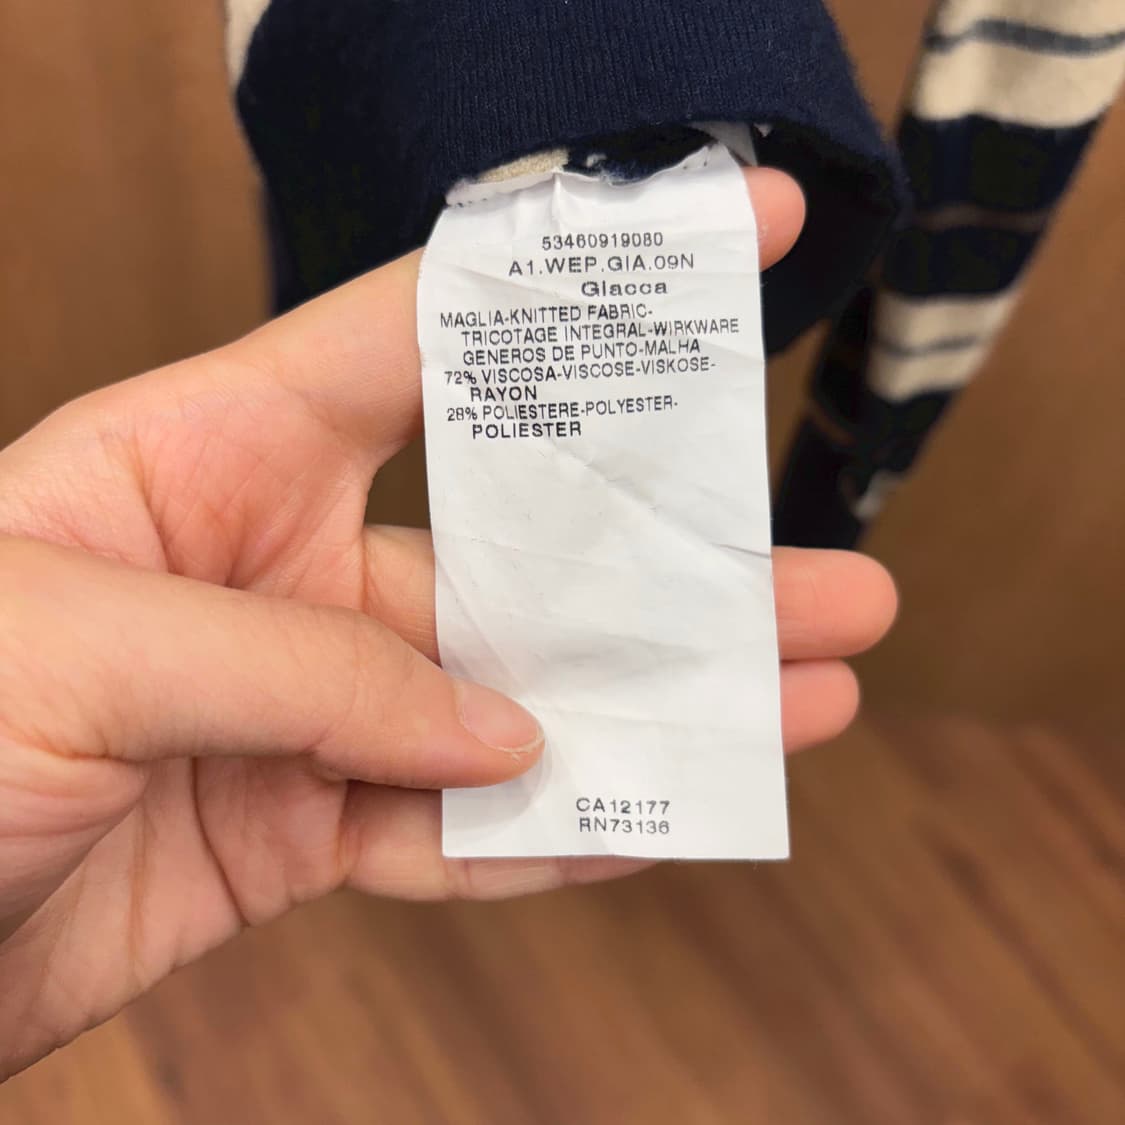 53460919080
A1.WEP.GIA.09N
Giacca
MAGLIA-KNITTED FABRIC-
TRICOTAGE INTEGRAL-WIRKWARE
GENEROS DE PUNTO-MALHA
72% VISCOSA-VISCOSE-VISKOSE-
RAYON
28% POLIESTERE-POLYESTER-
POLIESTER
CA12177
RN73136